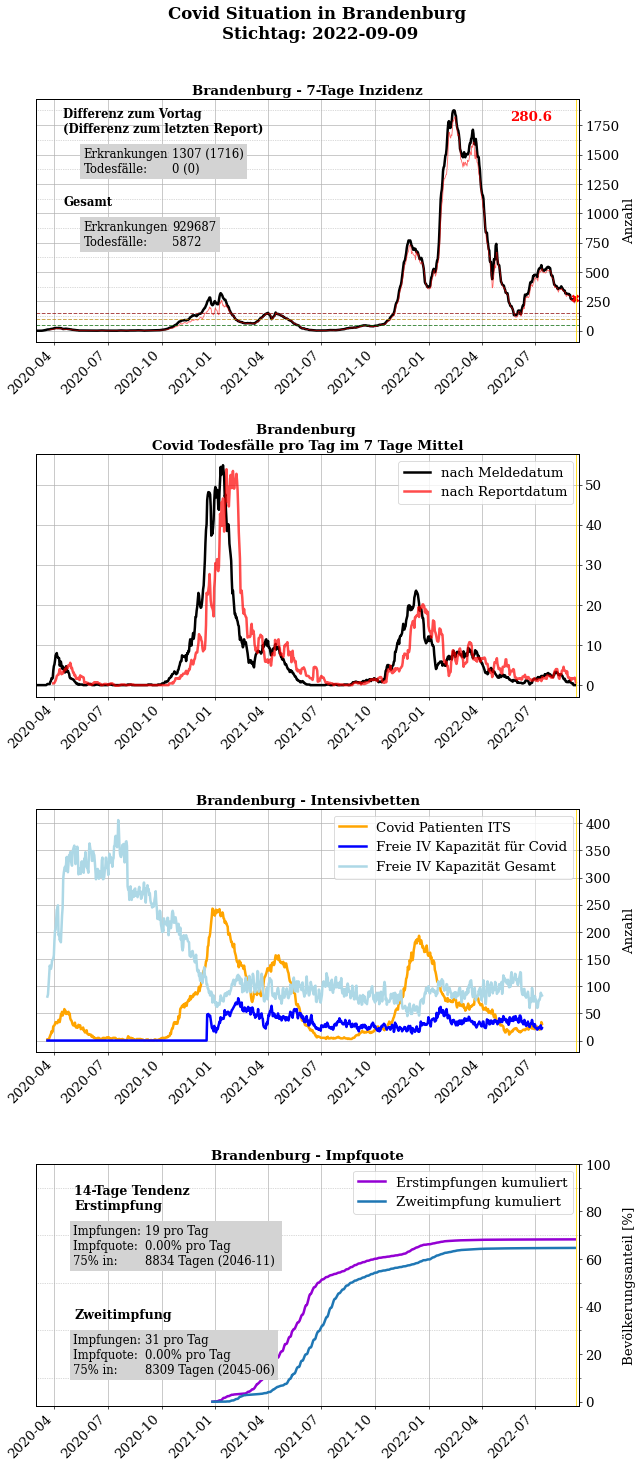 Covid Situation in Brandenburg
Stichtag: 2022-09-09
Brandenburg - 7-Tage Inzidenz
Differenz zum Vortag
(Differenz zum letzten Report)
Erkrankungen 1307 (1716)
Todesfälle: 0 (0)
Gesamt
Erkrankungen 929687
Todesfälle: 5872
280.6
1750
1500
1250
1000
750
500
250
0
Anzahl
2020-04
2020-07
2020-10
2021-01
2021-04
2021-07
2021-10
2022-01
2022-04
2022-07
Brandenburg
Covid Todesfälle pro Tag im 7 Tage Mittel
nach Meldedatum
nach Reportdatum
50
40
30
20
10
0
2020-04
2020-07
2020-10
2021-01
2021-04
2021-07
2021-10
2022-01
2022-04
2022-07
Brandenburg - Intensivbetten
Covid Patienten ITS
Freie IV Kapazität für Covid
Freie IV Kapazität Gesamt
400
350
300
250
200
150
100
50
0
Anzahl
2020-04
2020-07
2020-10
2021-01
2021-04
2021-07
2021-10
2022-01
2022-04
2022-07
Brandenburg - Impfquote
14-Tage Tendenz
Erstimpfung
Impfungen: 19 pro Tag
Impfquote: 0.00% pro Tag
75% in: 8834 Tagen (2046-11)
Zweitimpfung
Impfungen: 31 pro Tag
Impfquote: 0.00% pro Tag
75% in: 8309 Tagen (2045-06)
Erstimpfungen kumuliert
Zweitimpfung kumuliert
100
80
60
40
20
0
Bevölkerungsanteil [%]
2020-04
2020-07
2020-10
2021-01
2021-04
2021-07
2021-10
2022-01
2022-04
2022-07